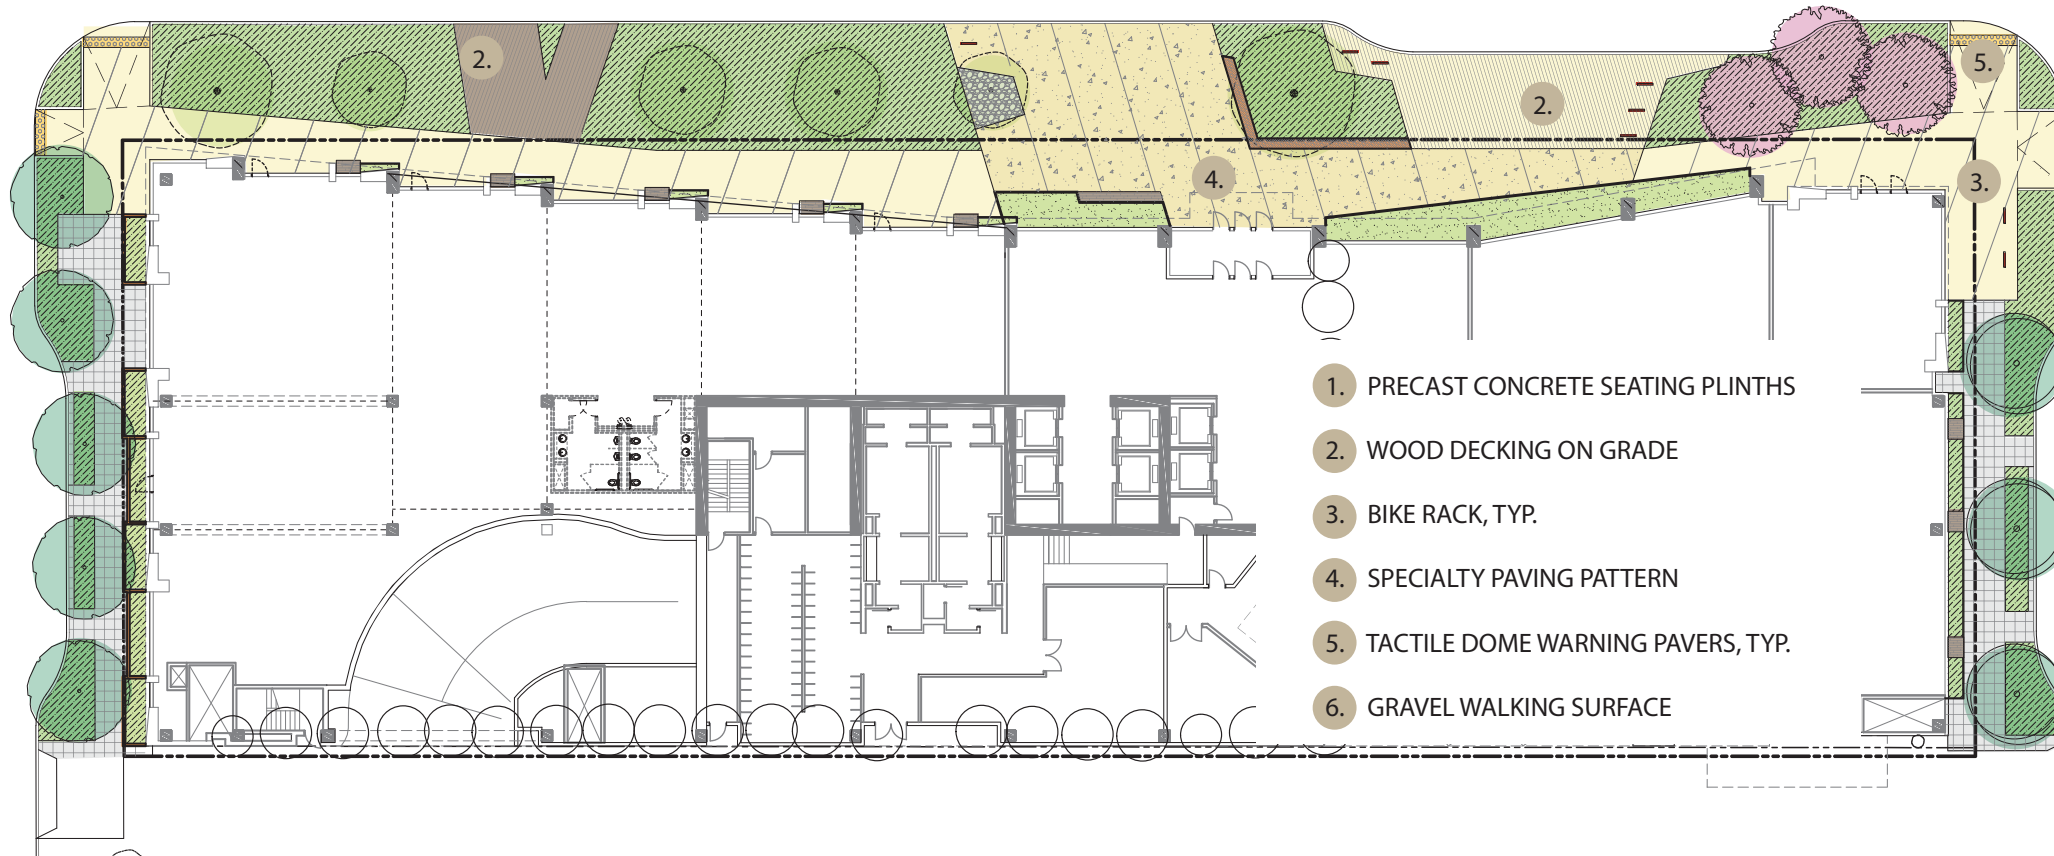 2.
5.
2.
4.
3.
1. PRECAST CONCRETE SEATING PLINTHS
2. WOOD DECKING ON GRADE
3. BIKE RACK, TYP.
4. SPECIALTY PAVING PATTERN
5. TACTILE DOME WARNING PAVERS, TYP.
6. GRAVEL WALKING SURFACE